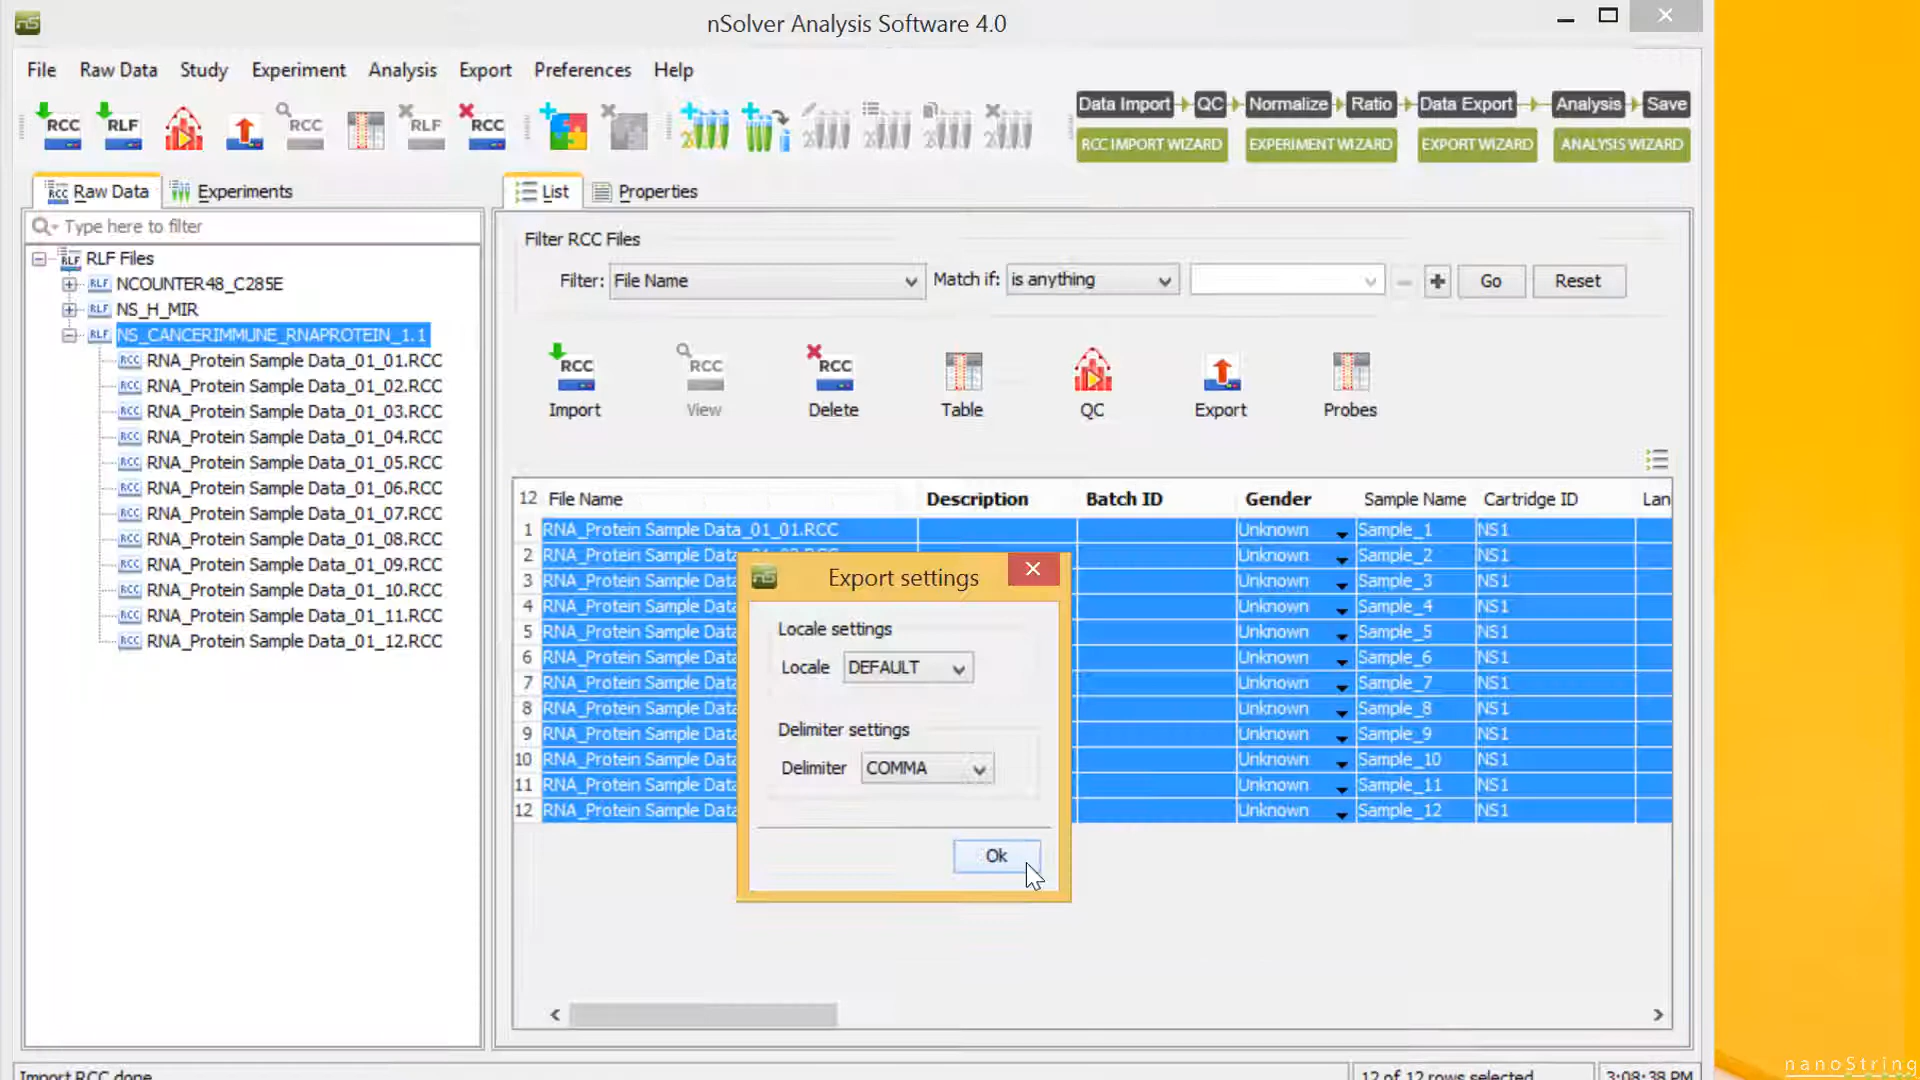 nSolver Analysis Software 4.0
File Raw Data Study Experiment Analysis Export Preferences Help
RCC RLF RCC RLF RCC
Data Import QC Normalize Ratio Data Export Analysis Save
RCC IMPORT WIZARD EXPERIMENT WIZARD EXPORT WIZARD ANALYSIS WIZARD
Raw Data Experiments
Type here to filter
RLF Files
NCOUNTER48_C285E
NS_H_MIR
NS_CANCERIMMUNE_RNAPROTEIN_1.1
RNA_Protein Sample Data_01_01.RCC
RNA_Protein Sample Data_01_02.RCC
RNA_Protein Sample Data_01_03.RCC
RNA_Protein Sample Data_01_04.RCC
RNA_Protein Sample Data_01_05.RCC
RNA_Protein Sample Data_01_06.RCC
RNA_Protein Sample Data_01_07.RCC
RNA_Protein Sample Data_01_08.RCC
RNA_Protein Sample Data_01_09.RCC
RNA_Protein Sample Data_01_10.RCC
RNA_Protein Sample Data_01_11.RCC
RNA_Protein Sample Data_01_12.RCC
List Properties
Filter RCC Files
Filter: File Name Match if: is anything Go Reset
RCC RCC RCC
Import View Delete Table QC Export Probes
12 File Name Description Batch ID Gender Sample Name Cartridge ID Lan
1 RNA_Protein Sample Data_01_01.RCC Unknown Sample_1 NS1
2 RNA_Protein Sample Data Unknown Sample_2 NS1
3 RNA_Protein Sample Data Unknown Sample_3 NS1
4 RNA_Protein Sample Data Unknown Sample_4 NS1
5 RNA_Protein Sample Data Unknown Sample_5 NS1
6 RNA_Protein Sample Data Unknown Sample_6 NS1
7 RNA_Protein Sample Data Unknown Sample_7 NS1
8 RNA_Protein Sample Data Unknown Sample_8 NS1
9 RNA_Protein Sample Data Unknown Sample_9 NS1
10 RNA_Protein Sample Data Unknown Sample_10 NS1
11 RNA_Protein Sample Data Unknown Sample_11 NS1
12 RNA_Protein Sample Data Unknown Sample_12 NS1
Export settings
Locale settings
Locale DEFAULT
Delimiter settings
Delimiter COMMA
Ok
Import RCC done
12 of 12 rows selected 3:08:38 PM
nanoString